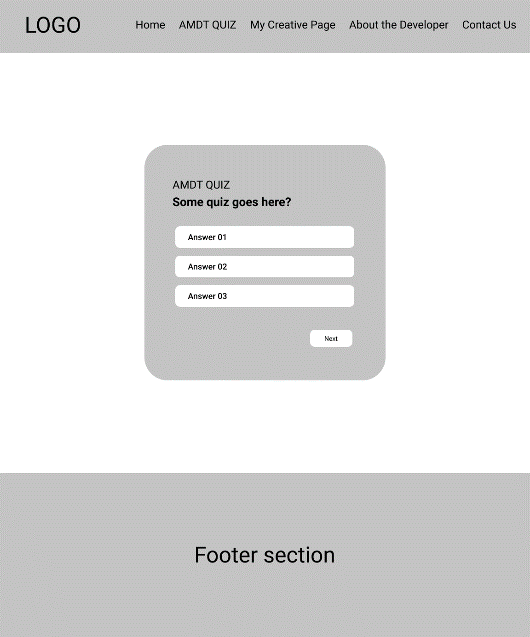 LOGO Home AMDT QUIZ My Creative Page About the Developer Contact Us
AMDT QUIZ
Some quiz goes here?
Answer 01
Answer 02
Answer 03
Next
Footer section